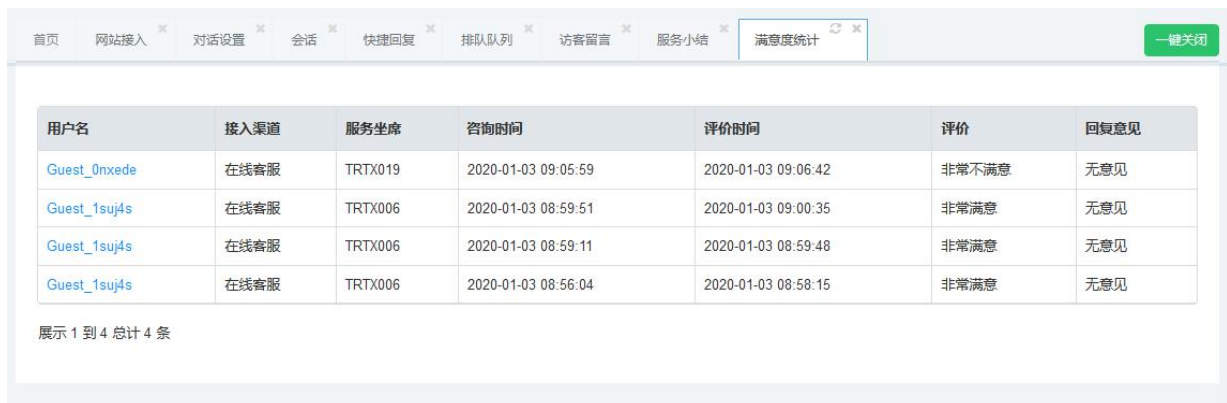 首页 网站接入 对话设置 会话 快捷回复 排队队列 访客留言 服务小结 满意度统计 一键关闭
用户名 接入渠道 服务坐席 咨询时间 评价时间 评价 回复意见
Guest_0nxede 在线客服 TRTX019 2020-01-03 09:05:59 2020-01-03 09:06:42 非常不满意 无意见
Guest_1suj4s 在线客服 TRTX006 2020-01-03 08:59:51 2020-01-03 09:00:35 非常满意 无意见
Guest_1suj4s 在线客服 TRTX006 2020-01-03 08:59:11 2020-01-03 08:59:48 非常满意 无意见
Guest_1suj4s 在线客服 TRTX006 2020-01-03 08:56:04 2020-01-03 08:58:15 非常满意 无意见
展示 1 到 4 总计 4 条